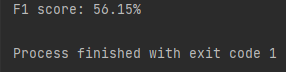 F1 score: 56.15%
Process finished with exit code 1